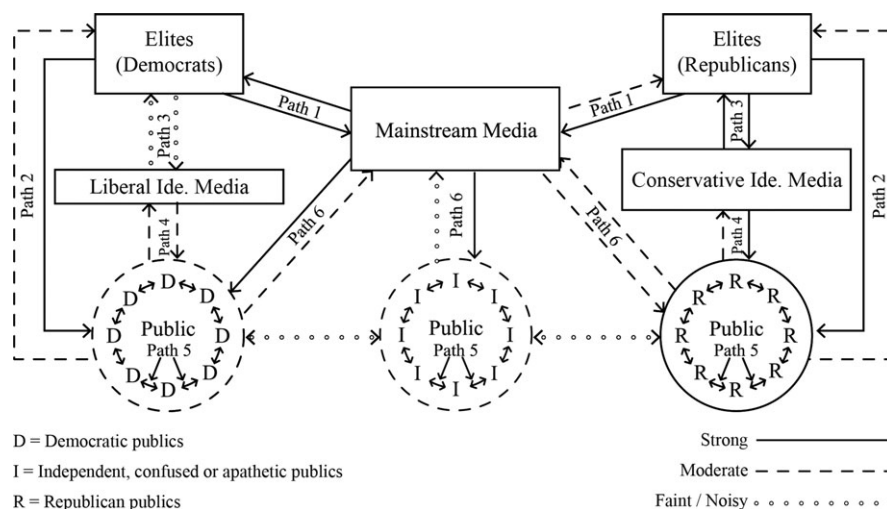 Elites
(Democrats)
Elites
(Republicans)
Path 1
Path 1
Mainstream Media
Path 3
Path 3
Liberal Ide. Media
Conservative Ide. Media
Path 2
Path 2
Path 4
Path 6
Path 6
Path 6
Path 4
D
D D
D D
D D
D
Public
Path 5
I
I I
I I
I I
I
Public
Path 5
R
R R
R R
R R
R
Public
Path 5
D = Democratic publics
I = Independent, confused or apathetic publics
R = Republican publics
Strong
Moderate
Faint / Noisy